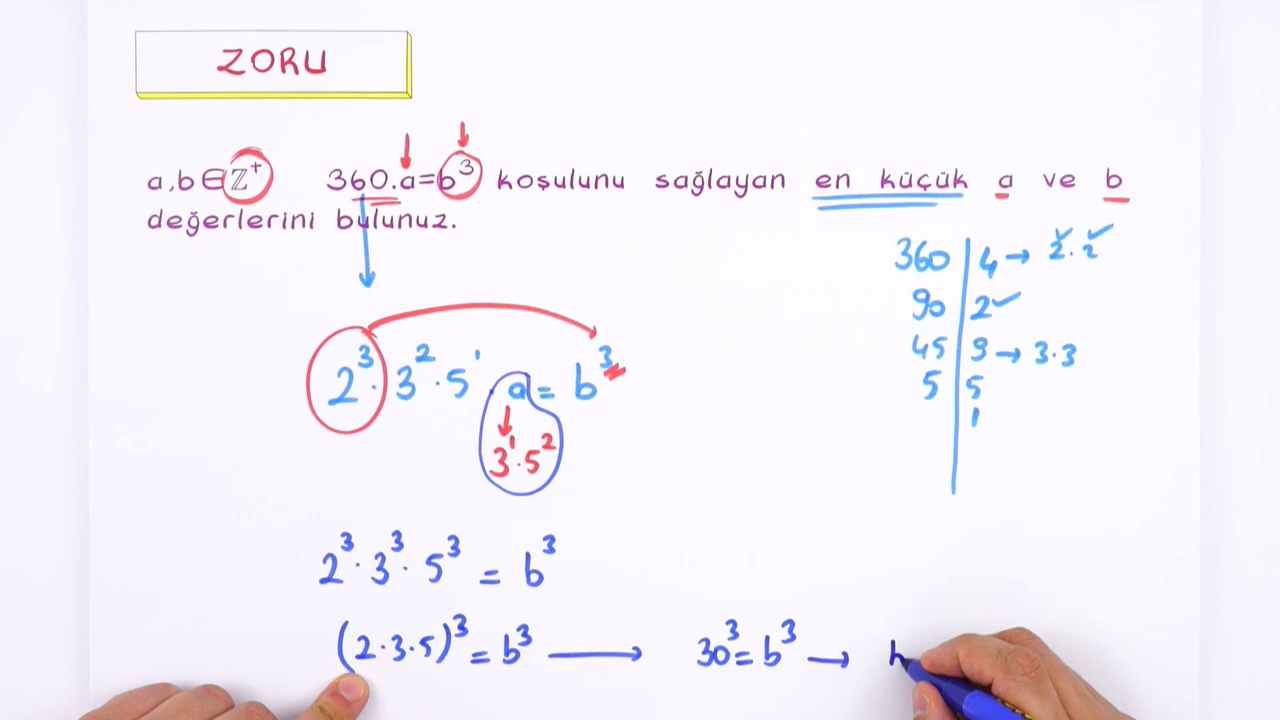 ZORU
a,b∈ℤ⁺ 360.a=b³ koşulunu sağlayan en küçük a ve b
değerlerini bulunuz.
360 | 4 → 2.2
90 | 2
45 | 9 → 3.3
5 | 5
1
2³.3².5¹ a = b³
3¹.5²
2³.3³.5³ = b³
(2.3.5)³ = b³ → 30³ = b³ →